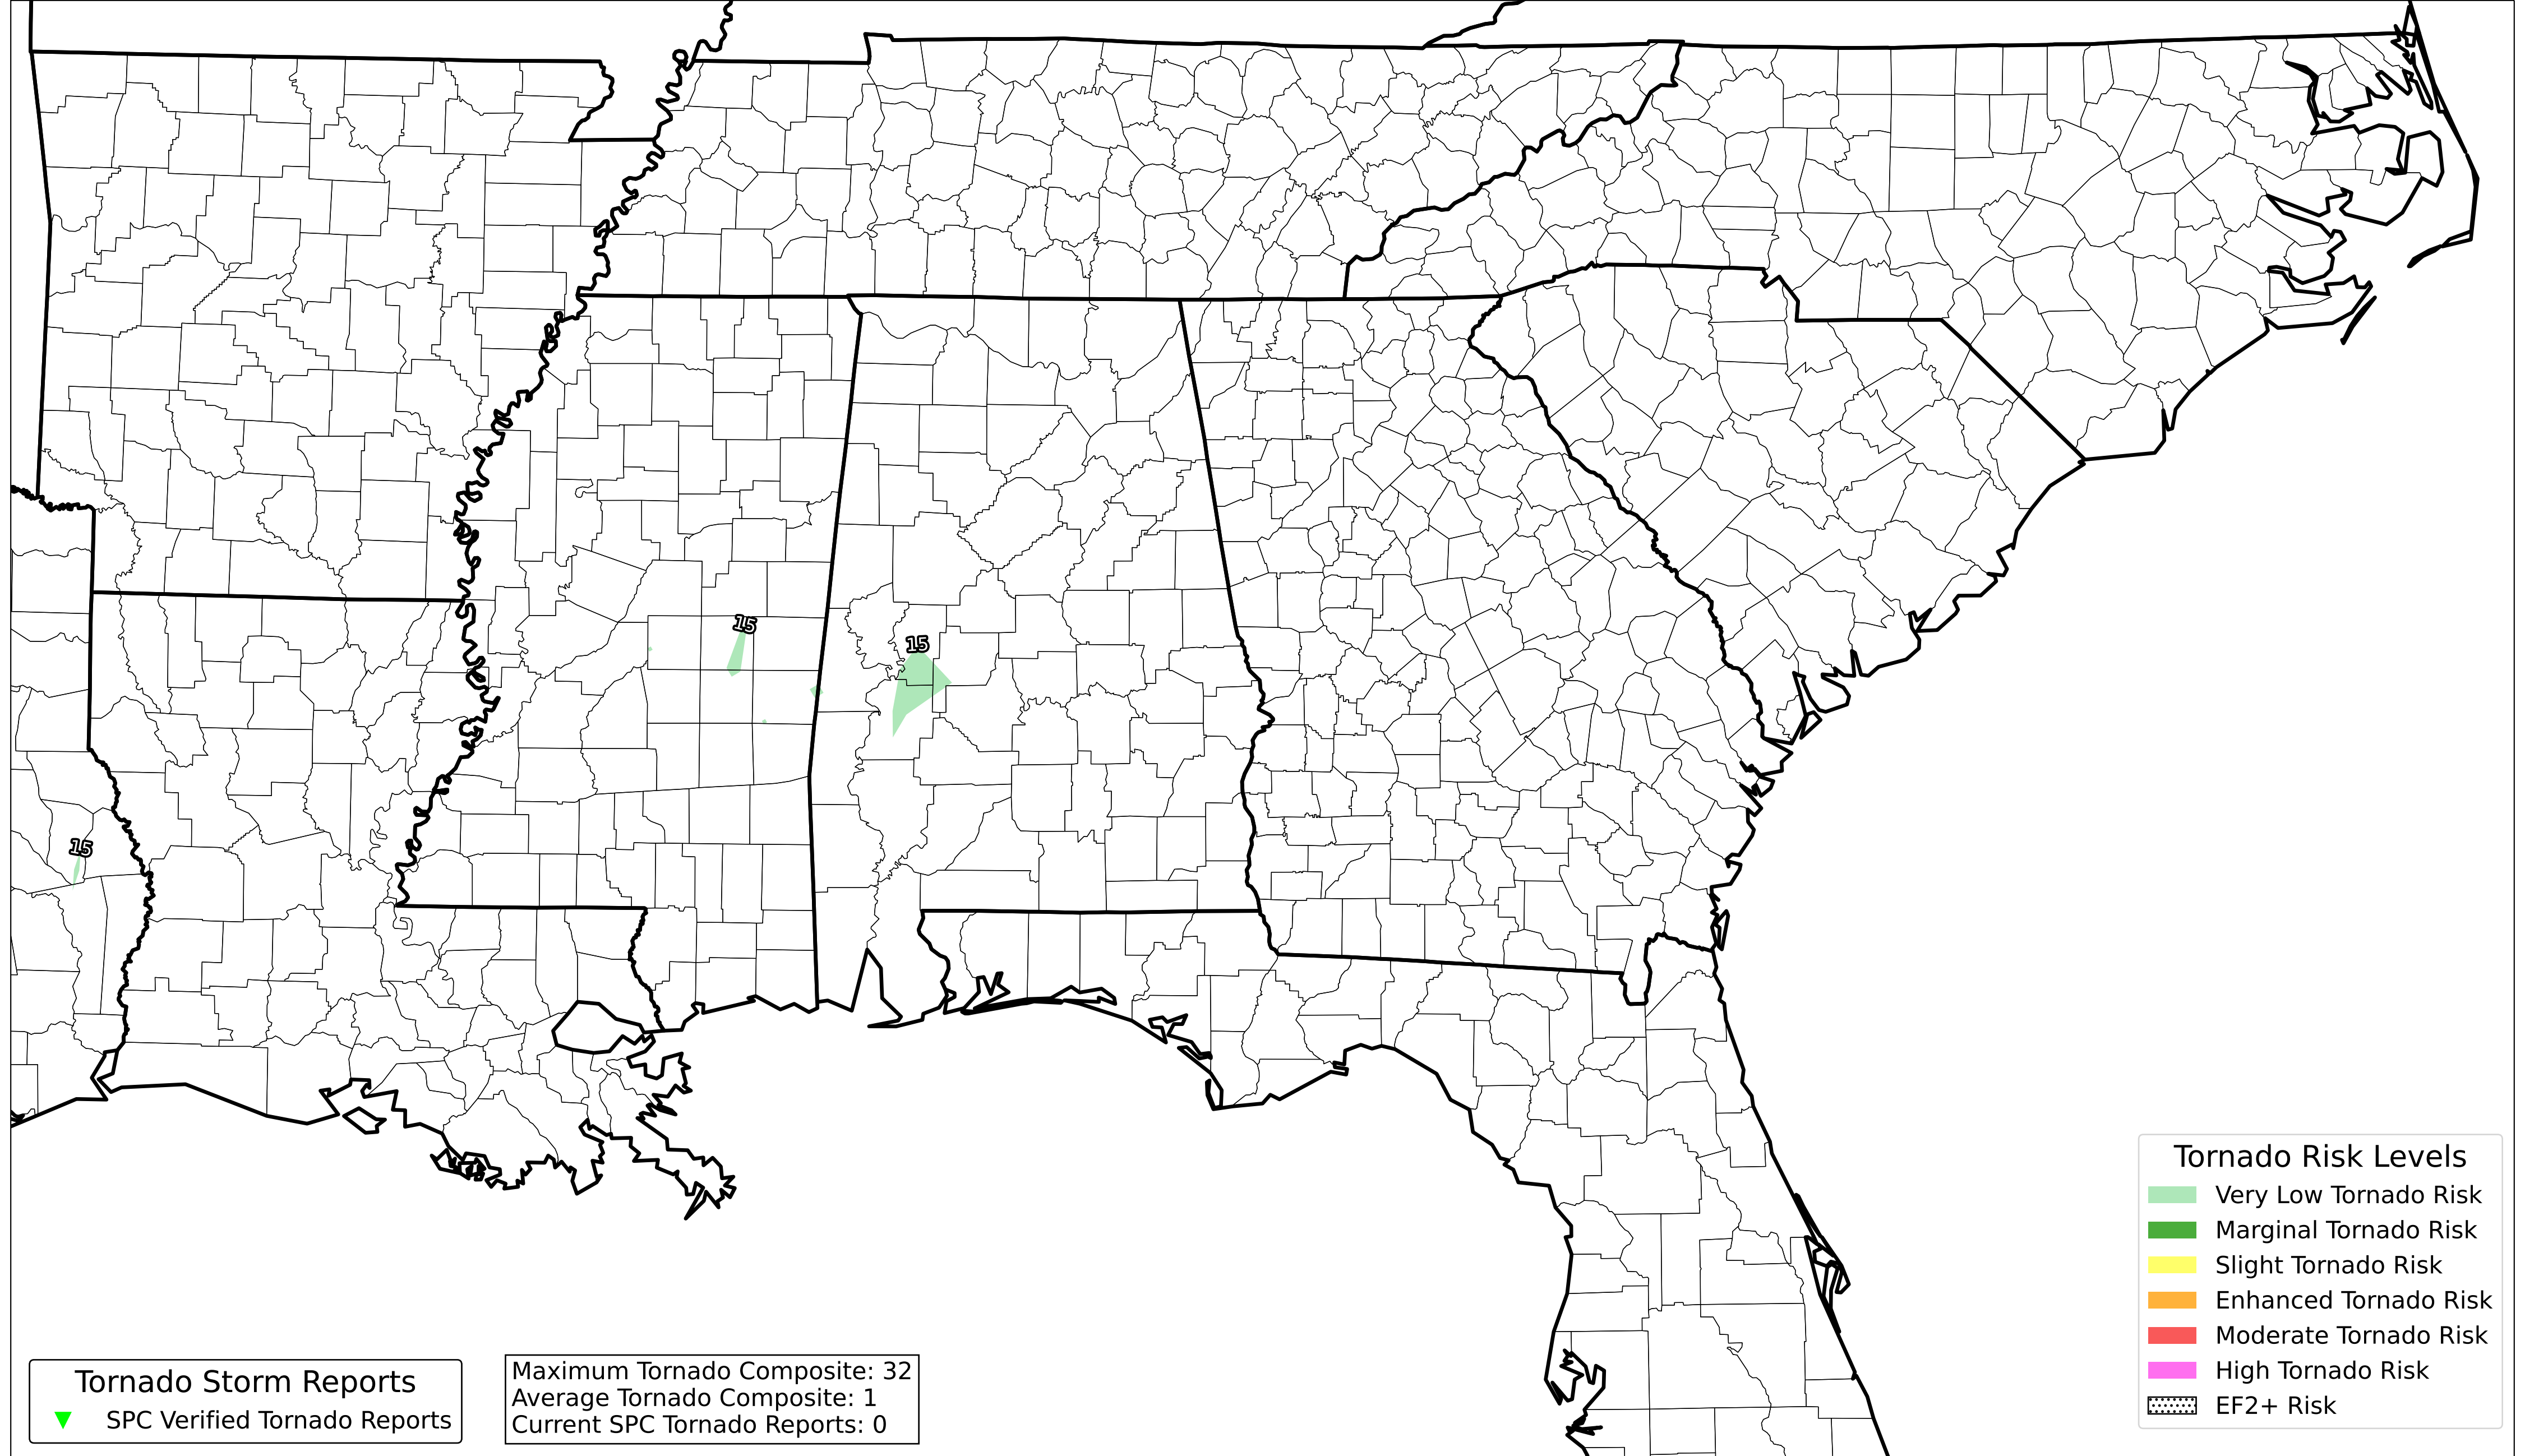 15
15
15
Tornado Risk Levels
Very Low Tornado Risk
Marginal Tornado Risk
Slight Tornado Risk
Enhanced Tornado Risk
Moderate Tornado Risk
High Tornado Risk
EF2+ Risk
Tornado Storm Reports
SPC Verified Tornado Reports
Maximum Tornado Composite: 32
Average Tornado Composite: 1
Current SPC Tornado Reports: 0